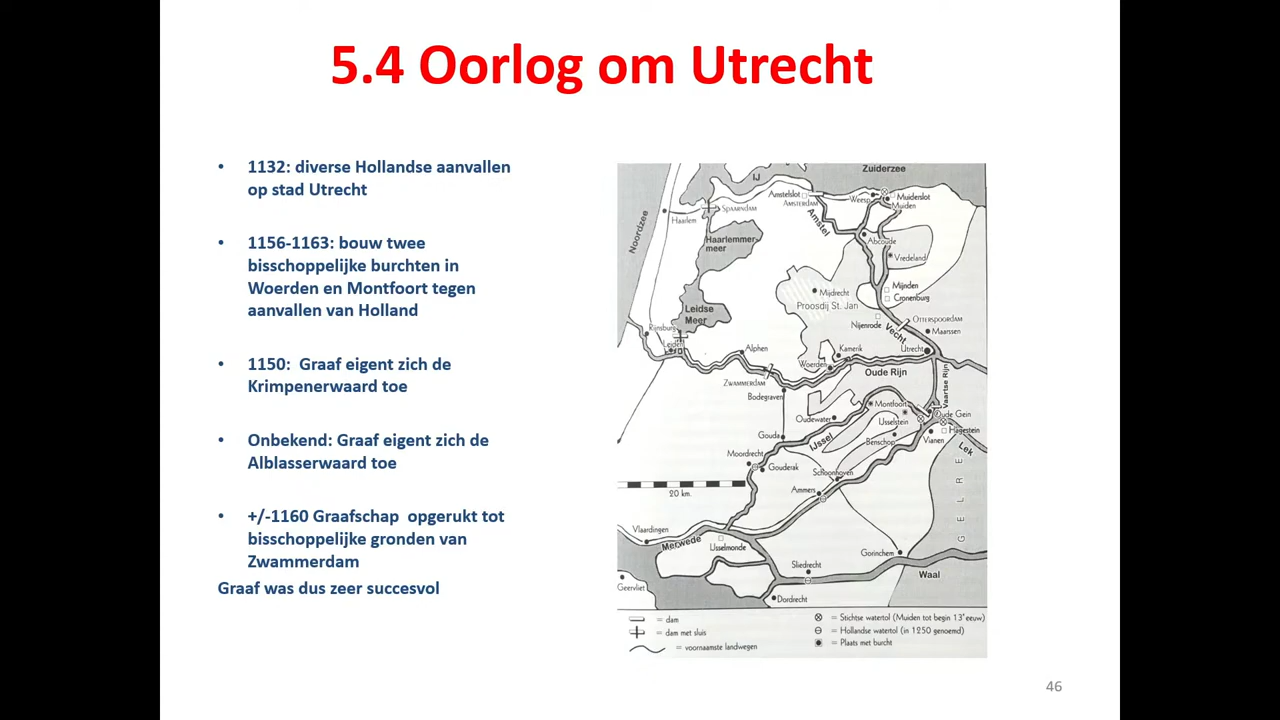 5.4 Oorlog om Utrecht
• 1132: diverse Hollandse aanvallen
op stad Utrecht
• 1156-1163: bouw twee
bisschoppelijke burchten in
Woerden en Montfoort tegen
aanvallen van Holland
• 1150:  Graaf eigent zich de
Krimpenerwaard toe
• Onbekend: Graaf eigent zich de
Alblasserwaard toe
• +/-1160 Graafschap  opgerukt tot
bisschoppelijke gronden van
Zwammerdam
Graaf was dus zeer succesvol
IJ
Zuiderzee
Amstelslot
AMSTERDAM
Weesp
Muiderslot
Muiden
Noordzee
Haarlem
SPAARNDAM
Amstel
Haarlemmer-
meer
Abcoude
Vredeland
Mijdrecht
Mijnden
Cronenburg
Proosdij St. Jan
Leidse
Meer
Nijenrode
OTTERSPOORDAM
Vecht
Maarssen
Rijnsburg
Leiden
Alphen
Kamerik
Utrecht
Woerden
Oude Rijn
ZWAMMERDAM
Bodegraven
Vaartse Rijn
Montfoort
Oudewater
IJsselstein
Oude Gein
Hagestein
Gouda
IJssel
Benschop
Vianen
Lek
Moordrecht
Gouderak
Schoonhoven
GELRE
20 km.
Ammers
Vlaardingen
Merwede
IJsselmonde
Gorinchem
Sliedrecht
Waal
Geervliet
Dordrecht
= dam
= dam met sluis
= voornaamste landwegen
= Stichtse watertol (Muiden tot begin 13e eeuw)
= Hollandse watertol (in 1250 genoemd)
= Plaats met burcht
46